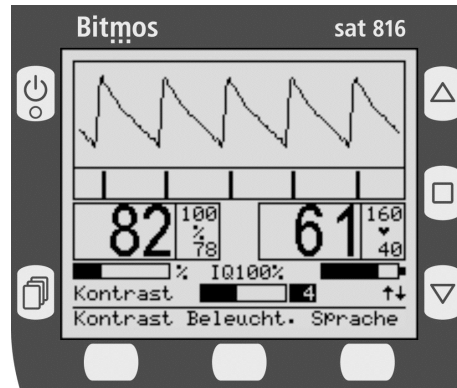 Bitmos sat 816
82 100 % 78 61 160 ♥ 40
% IQ100%
Kontrast 4 ↑↓
Kontrast Beleucht. Sprache